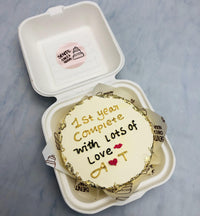 1st year
Complete
with Lots of
Love
A T